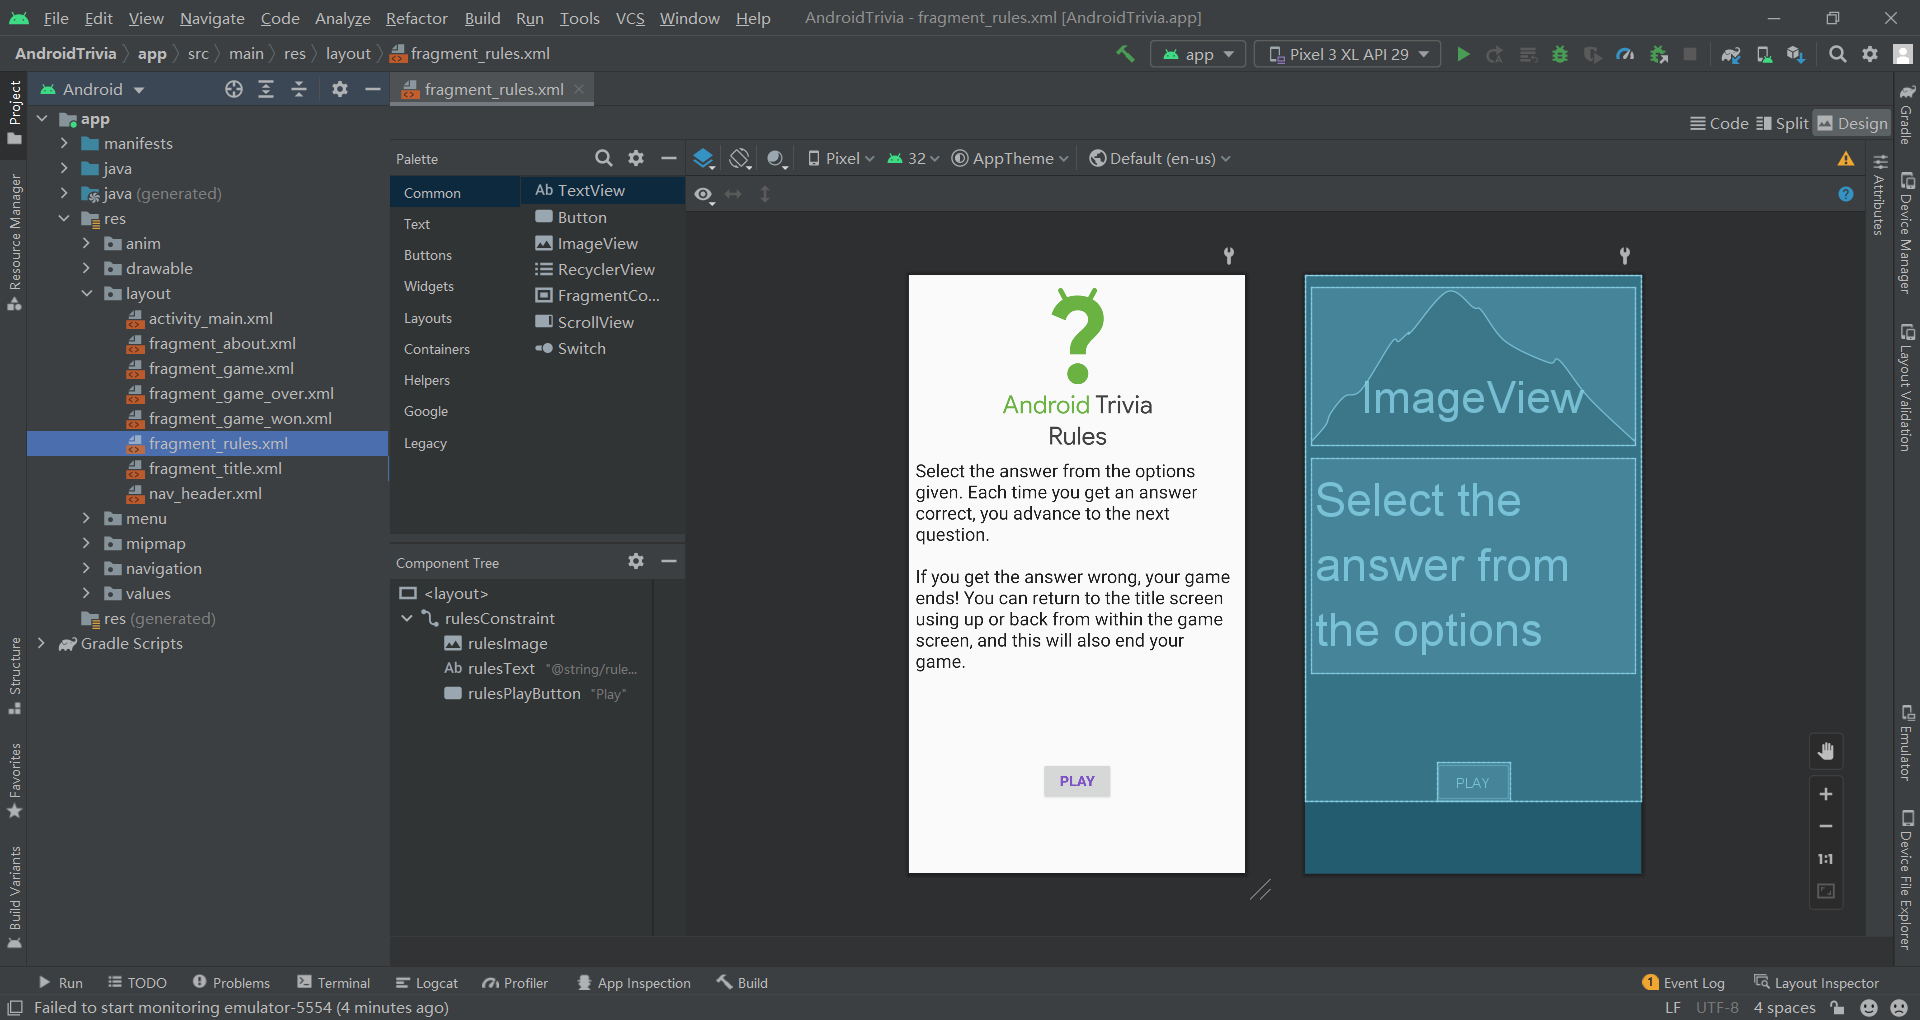 File Edit View Navigate Code Analyze Refactor Build Run Tools VCS Window Help AndroidTrivia - fragment_rules.xml [AndroidTrivia.app]
AndroidTrivia app src main res layout fragment_rules.xml app Pixel 3 XL API 29
Project
Resource Manager
Structure
Favorites
Build Variants
Android
app
manifests
java
java (generated)
res
anim
drawable
layout
activity_main.xml
fragment_about.xml
fragment_game.xml
fragment_game_over.xml
fragment_game_won.xml
fragment_rules.xml
fragment_title.xml
nav_header.xml
menu
mipmap
navigation
values
res (generated)
Gradle Scripts
fragment_rules.xml
Code Split Design
Palette
Common
Text
Buttons
Widgets
Layouts
Containers
Helpers
Google
Legacy
Ab TextView
Button
ImageView
RecyclerView
FragmentCo...
ScrollView
Switch
Component Tree
<layout>
rulesConstraint
rulesImage
Ab rulesText "@string/rule...
rulesPlayButton "Play"
Pixel 32 AppTheme Default (en-us)
?
Android Trivia
Rules
Select the answer from the options
given. Each time you get an answer
correct, you advance to the next
question.
If you get the answer wrong, your game
ends! You can return to the title screen
using up or back from within the game
screen, and this will also end your
game.
PLAY
ImageView
Select the
answer from
the options
PLAY
1:1
Attributes
Gradle
Device Manager
Layout Validation
Emulator
Device File Explorer
Run TODO Problems Terminal Logcat Profiler App Inspection Build 1 Event Log Layout Inspector
Failed to start monitoring emulator-5554 (4 minutes ago) LF UTF-8 4 spaces